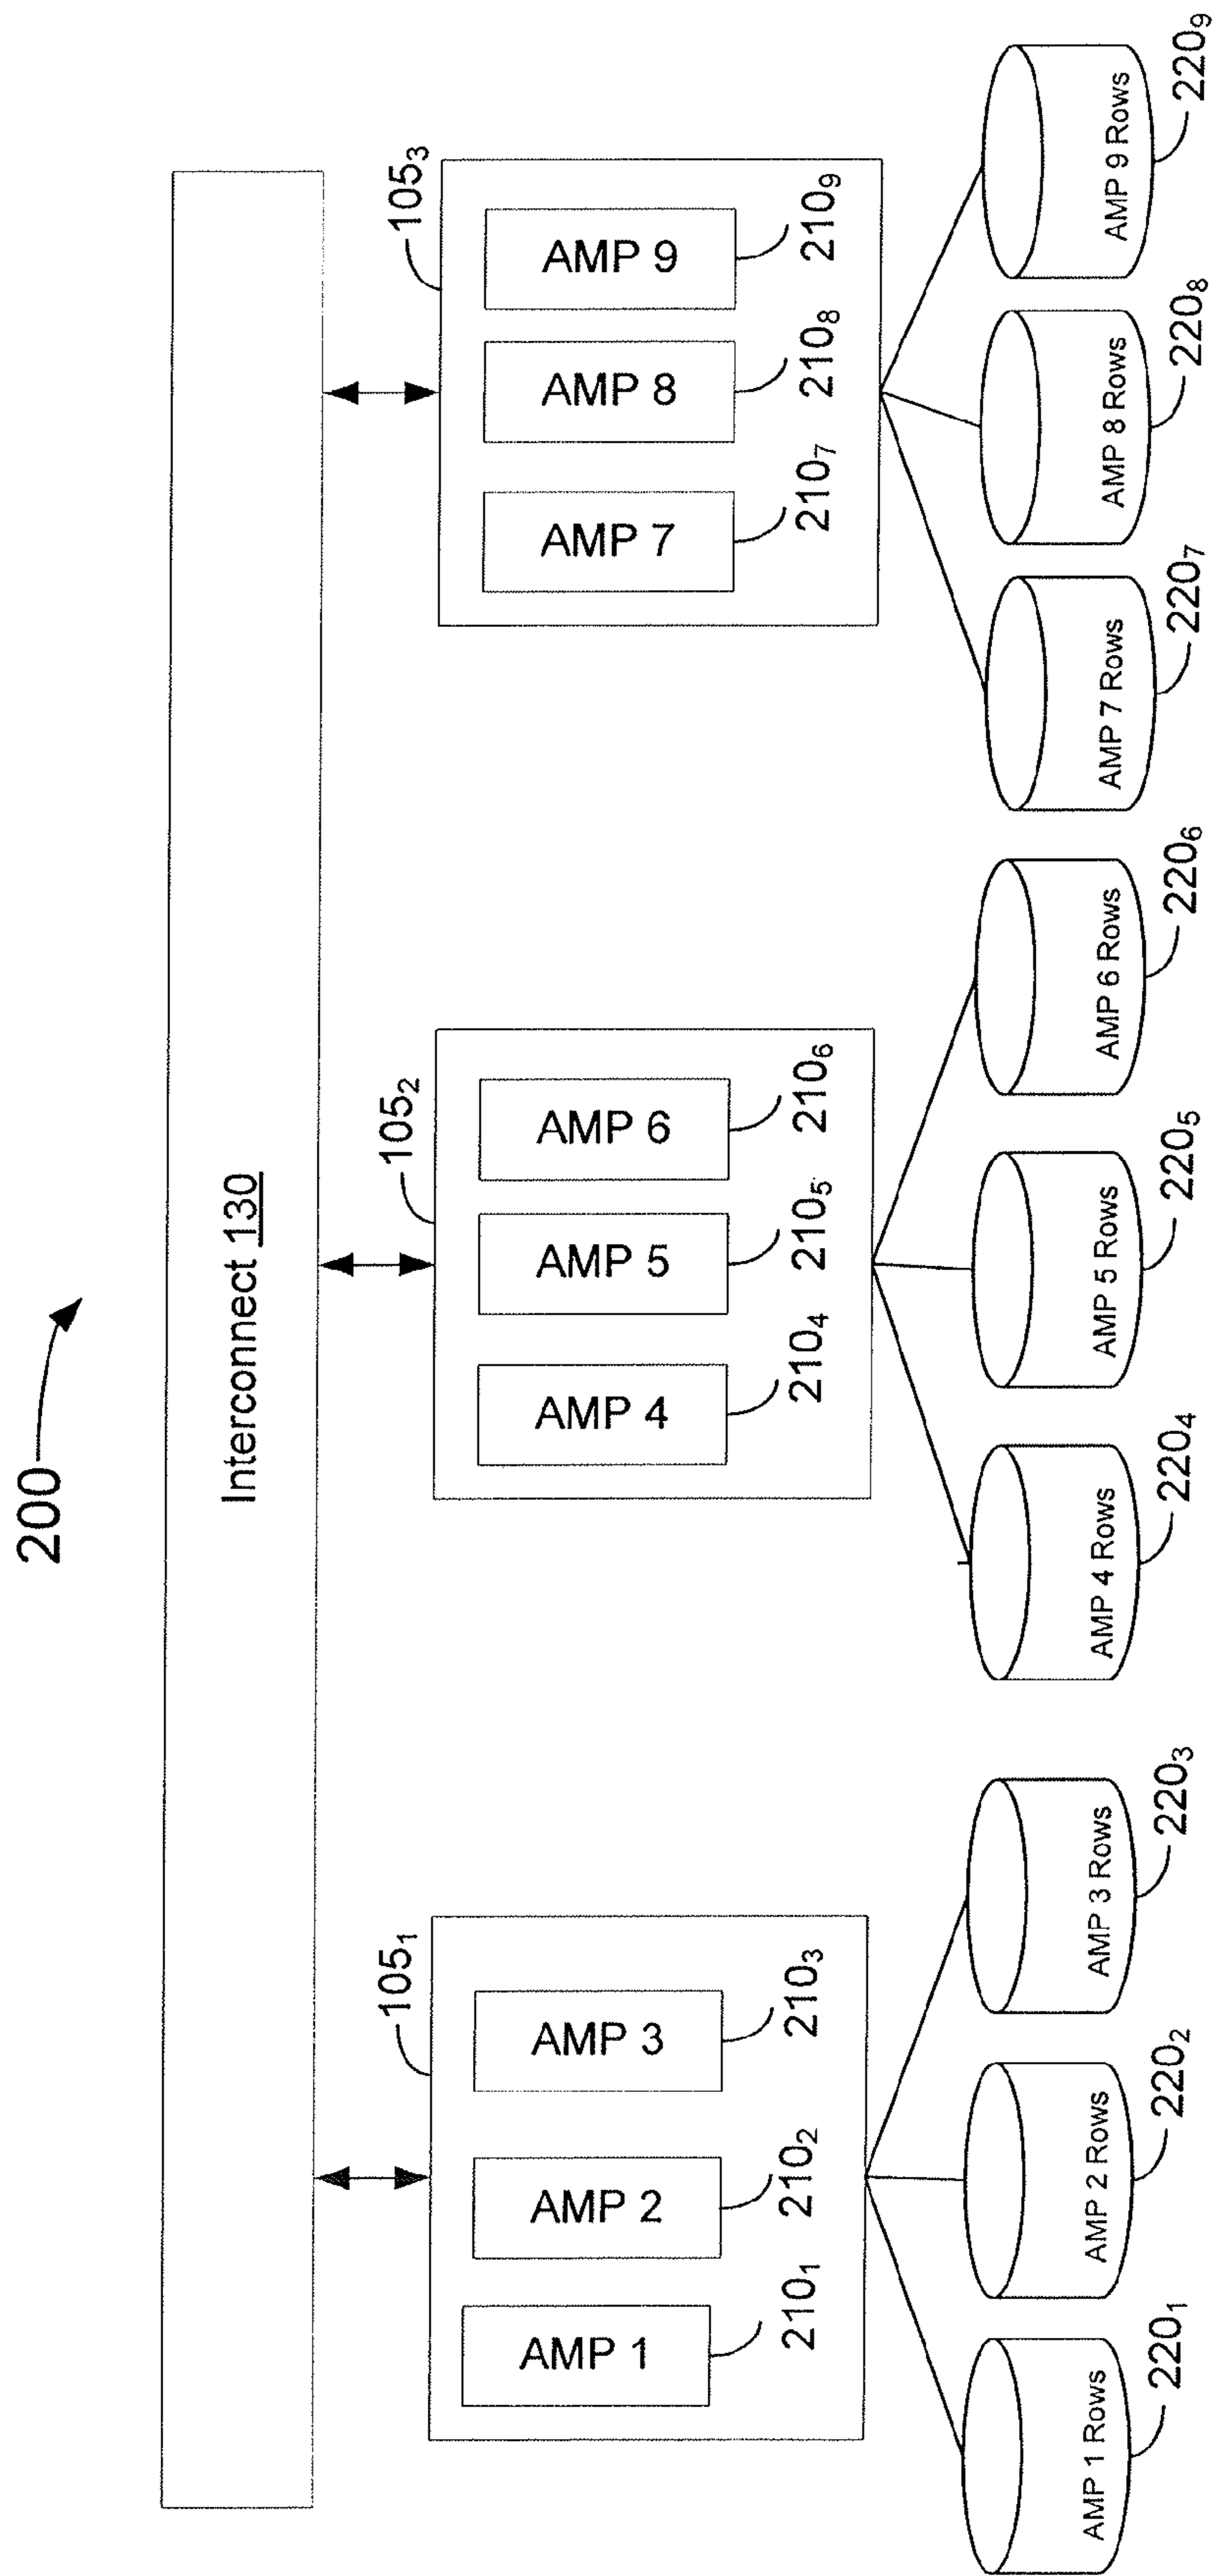 200
Interconnect 130
105₁
105₂
105₃
AMP 1
AMP 2
AMP 3
AMP 4
AMP 5
AMP 6
AMP 7
AMP 8
AMP 9
210₁
210₂
210₃
210₄
210₅
210₆
210₇
210₈
210₉
AMP 1 Rows
AMP 2 Rows
AMP 3 Rows
AMP 4 Rows
AMP 5 Rows
AMP 6 Rows
AMP 7 Rows
AMP 8 Rows
AMP 9 Rows
220₁
220₂
220₃
220₄
220₅
220₆
220₇
220₈
220₉